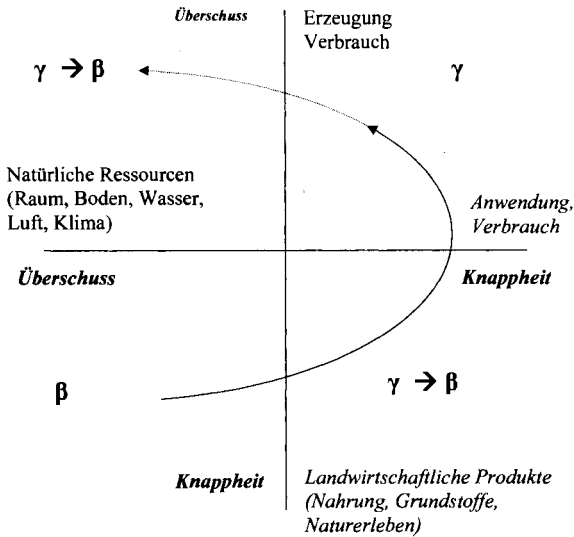 Überschuss
Erzeugung
Verbrauch
γ → β
γ
Natürliche Ressourcen
(Raum, Boden, Wasser,
Luft, Klima)
Anwendung,
Verbrauch
Überschuss
Knappheit
β
γ → β
Knappheit
Landwirtschaftliche Produkte
(Nahrung, Grundstoffe,
Naturerleben)